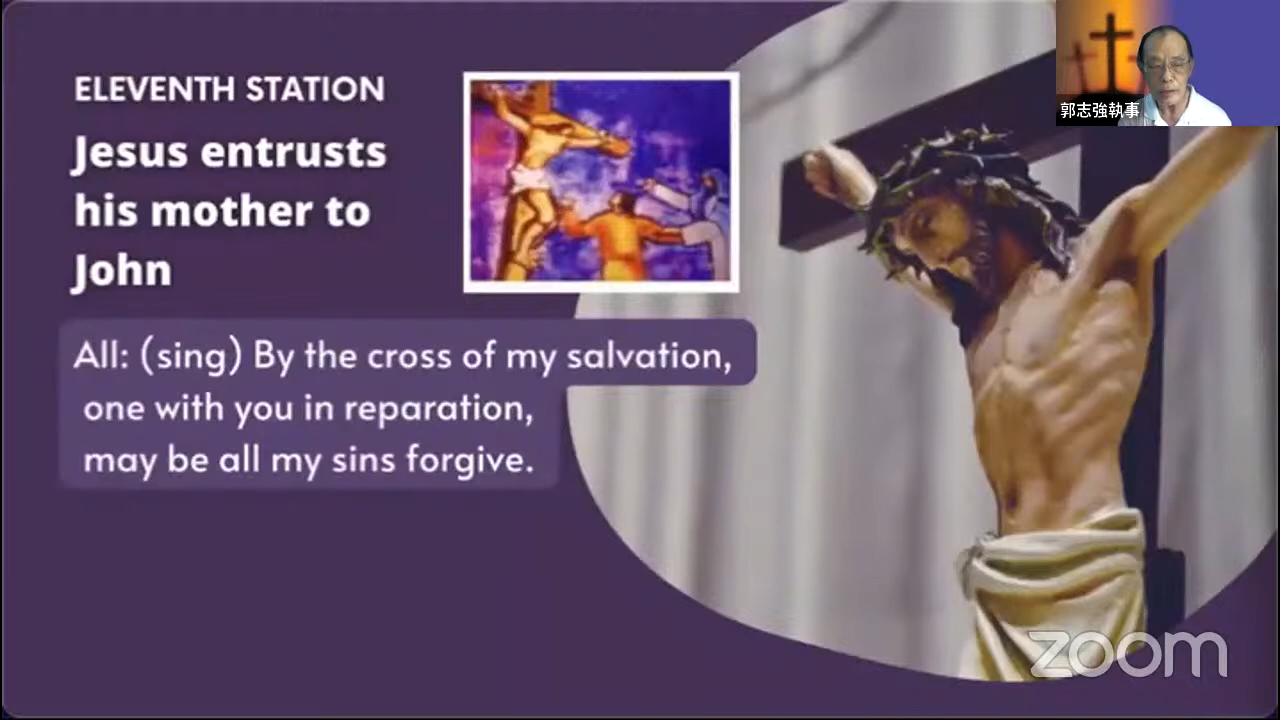 ELEVENTH STATION
Jesus entrusts
his mother to
John
All: (sing) By the cross of my salvation,
one with you in reparation,
may be all my sins forgive.
郭志強執事
zoom